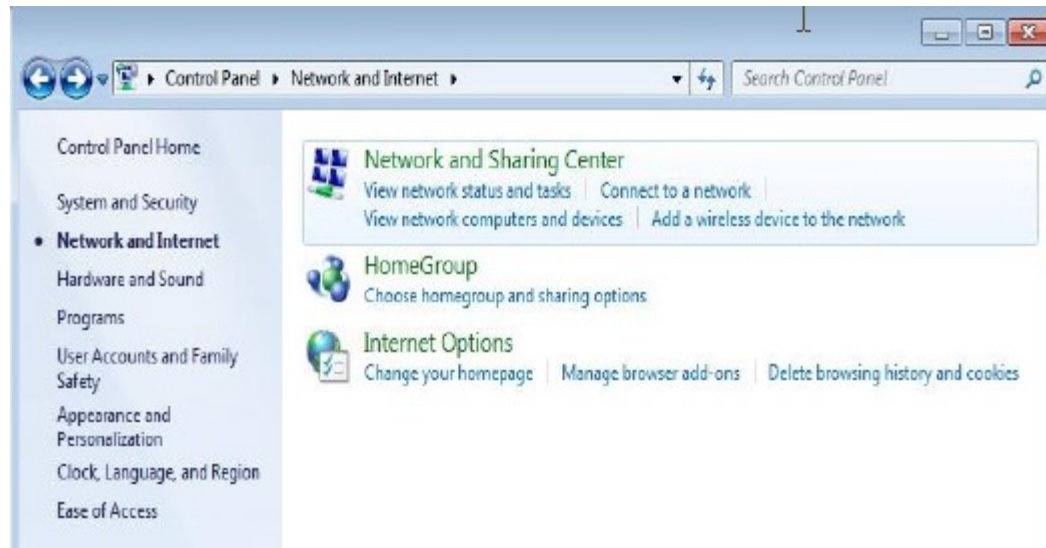 Control Panel ▸ Network and Internet ▸
Search Control Panel
Control Panel Home
System and Security
• Network and Internet
Hardware and Sound
Programs
User Accounts and Family
Safety
Appearance and
Personalization
Clock, Language, and Region
Ease of Access
Network and Sharing Center
View network status and tasks | Connect to a network |
View network computers and devices | Add a wireless device to the network
HomeGroup
Choose homegroup and sharing options
Internet Options
Change your homepage | Manage browser add-ons | Delete browsing history and cookies